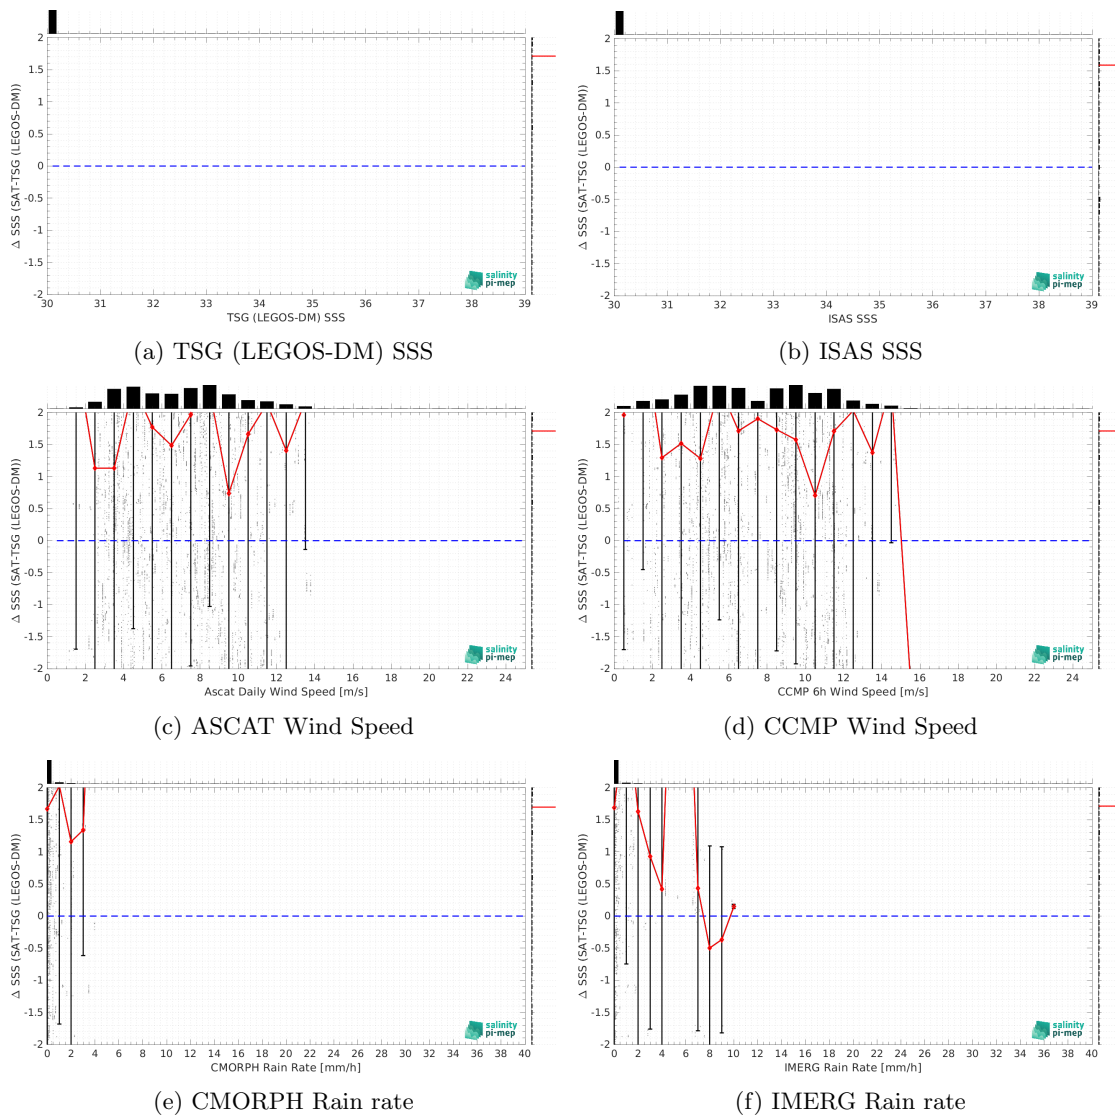 2
1.5
1
0.5
0
-0.5
-1
-1.5
-2
Δ SSS (SAT-TSG (LEGOS-DM))
30 31 32 33 34 35 36 37 38 39
TSG (LEGOS-DM) SSS
salinity
pi-mep
(a) TSG (LEGOS-DM) SSS
2
1.5
1
0.5
0
-0.5
-1
-1.5
-2
Δ SSS (SAT-TSG (LEGOS-DM))
30 31 32 33 34 35 36 37 38 39
ISAS SSS
salinity
pi-mep
(b) ISAS SSS
2
1.5
1
0.5
0
-0.5
-1
-1.5
-2
Δ SSS (SAT-TSG (LEGOS-DM))
0 2 4 6 8 10 12 14 16 18 20 22 24
Ascat Daily Wind Speed [m/s]
salinity
pi-mep
(c) ASCAT Wind Speed
2
1.5
1
0.5
0
-0.5
-1
-1.5
-2
Δ SSS (SAT-TSG (LEGOS-DM))
0 2 4 6 8 10 12 14 16 18 20 22 24
CCMP 6h Wind Speed [m/s]
salinity
pi-mep
(d) CCMP Wind Speed
2
1.5
1
0.5
0
-0.5
-1
-1.5
-2
Δ SSS (SAT-TSG (LEGOS-DM))
0 2 4 6 8 10 12 14 16 18 20 22 24 26 28 30 32 34 36 38 40
CMORPH Rain Rate [mm/h]
salinity
pi-mep
(e) CMORPH Rain rate
2
1.5
1
0.5
0
-0.5
-1
-1.5
-2
Δ SSS (SAT-TSG (LEGOS-DM))
0 2 4 6 8 10 12 14 16 18 20 22 24 26 28 30 32 34 36 38 40
IMERG Rain Rate [mm/h]
salinity
pi-mep
(f) IMERG Rain rate